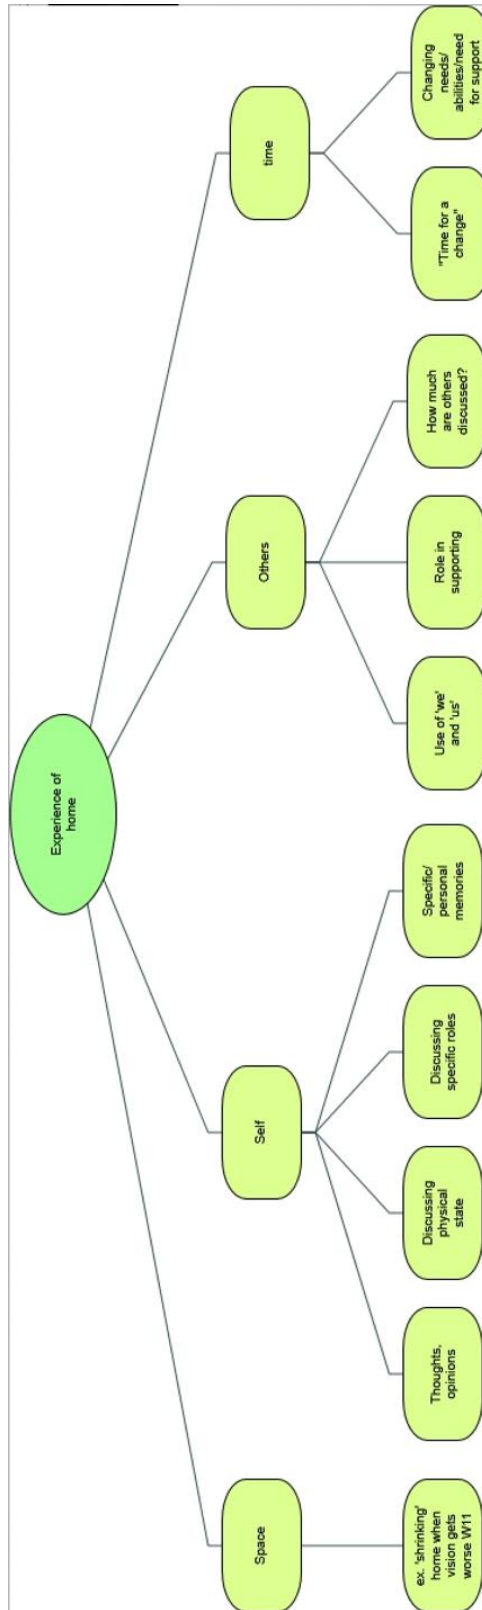 Experience of
home
Space
Self
Others
time
ex. 'shrinking'
home when
vision gets
worse W11
Thoughts,
opinions
Discussing
physical
state
Discussing
specific roles
Specific/
personal
memories
Use of 'we'
and 'us'
Role in
supporting
How much
are others
discussed?
"Time for a
change"
Changing
needs/
abilities/need
for support